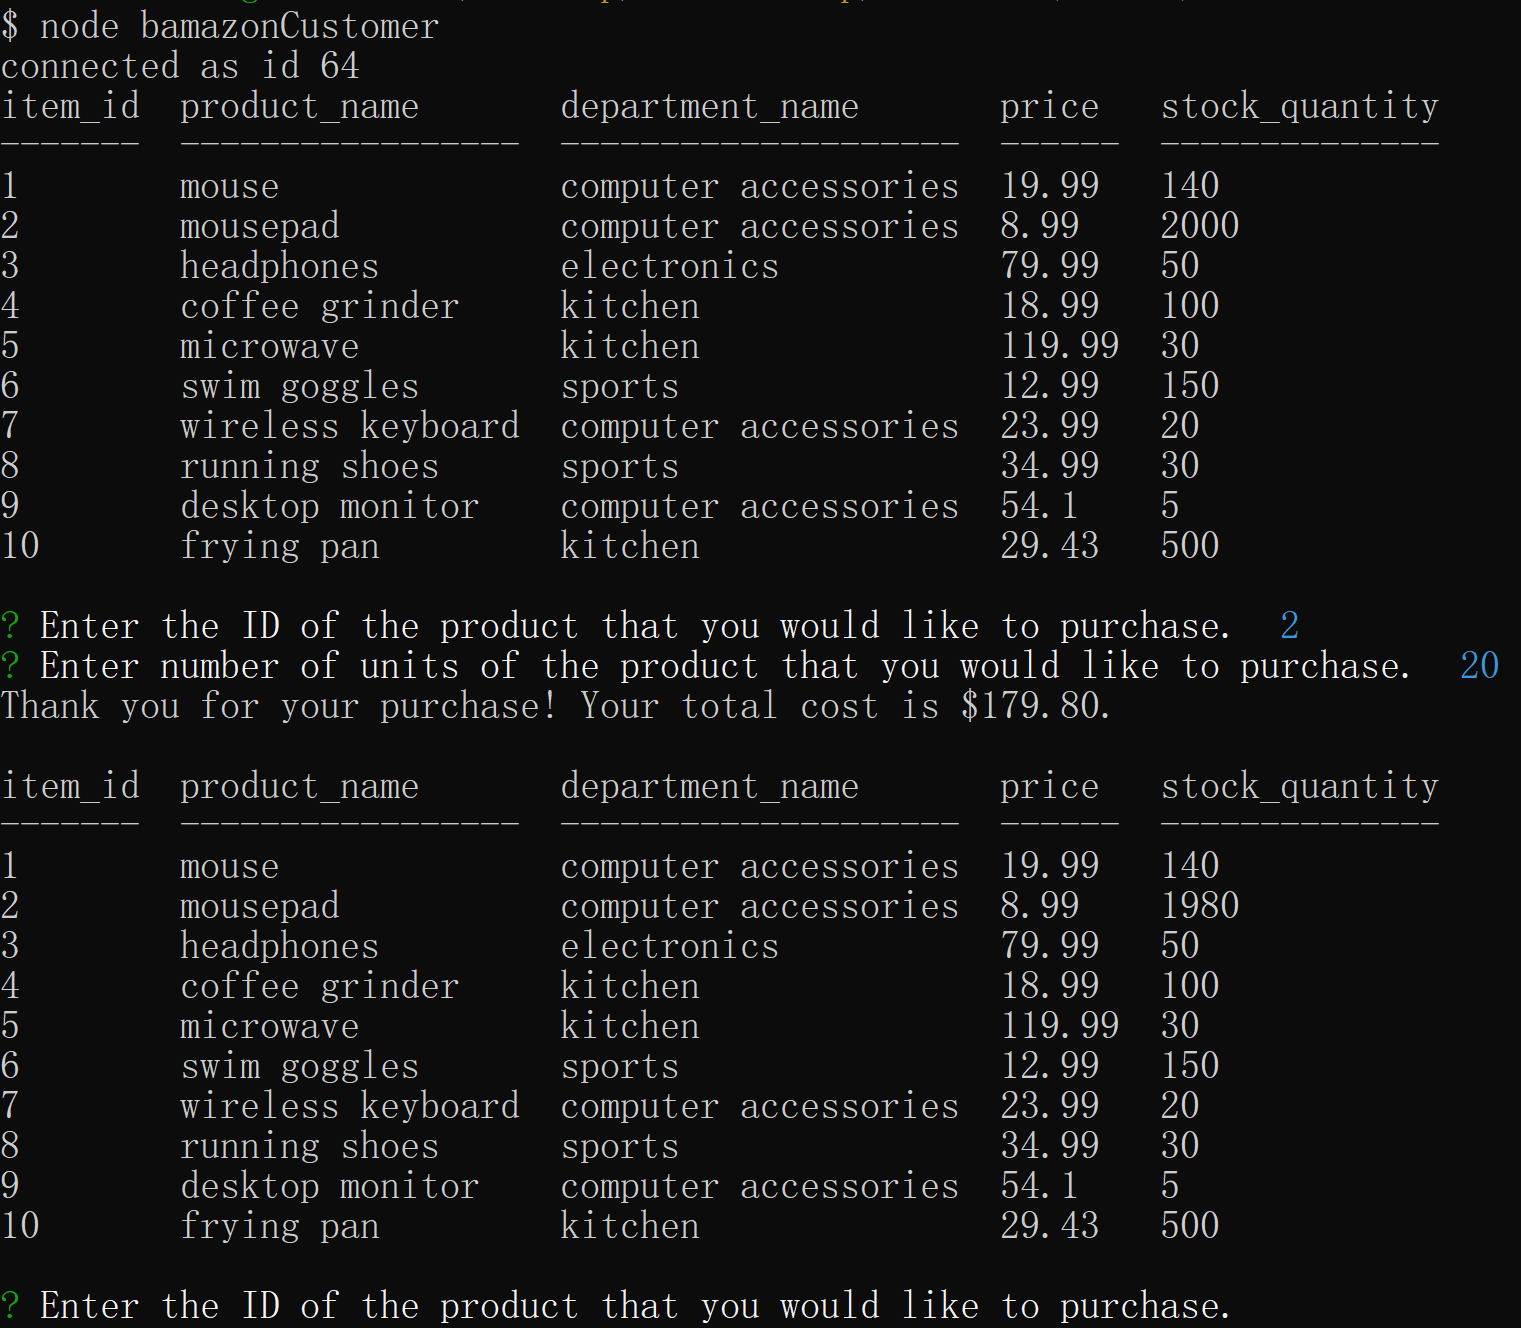 $ node bamazonCustomer
connected as id 64
item_id  product_name       department_name       price   stock_quantity
-------  -----------------  --------------------  ------  --------------
1        mouse              computer accessories  19.99   140
2        mousepad           computer accessories  8.99    2000
3        headphones         electronics           79.99   50
4        coffee grinder     kitchen               18.99   100
5        microwave          kitchen               119.99  30
6        swim goggles       sports                12.99   150
7        wireless keyboard  computer accessories  23.99   20
8        running shoes      sports                34.99   30
9        desktop monitor    computer accessories  54.1    5
10       frying pan         kitchen               29.43   500

? Enter the ID of the product that you would like to purchase.  2
? Enter number of units of the product that you would like to purchase.  20
Thank you for your purchase! Your total cost is $179.80.

item_id  product_name       department_name       price   stock_quantity
-------  -----------------  --------------------  ------  --------------
1        mouse              computer accessories  19.99   140
2        mousepad           computer accessories  8.99    1980
3        headphones         electronics           79.99   50
4        coffee grinder     kitchen               18.99   100
5        microwave          kitchen               119.99  30
6        swim goggles       sports                12.99   150
7        wireless keyboard  computer accessories  23.99   20
8        running shoes      sports                34.99   30
9        desktop monitor    computer accessories  54.1    5
10       frying pan         kitchen               29.43   500

? Enter the ID of the product that you would like to purchase.